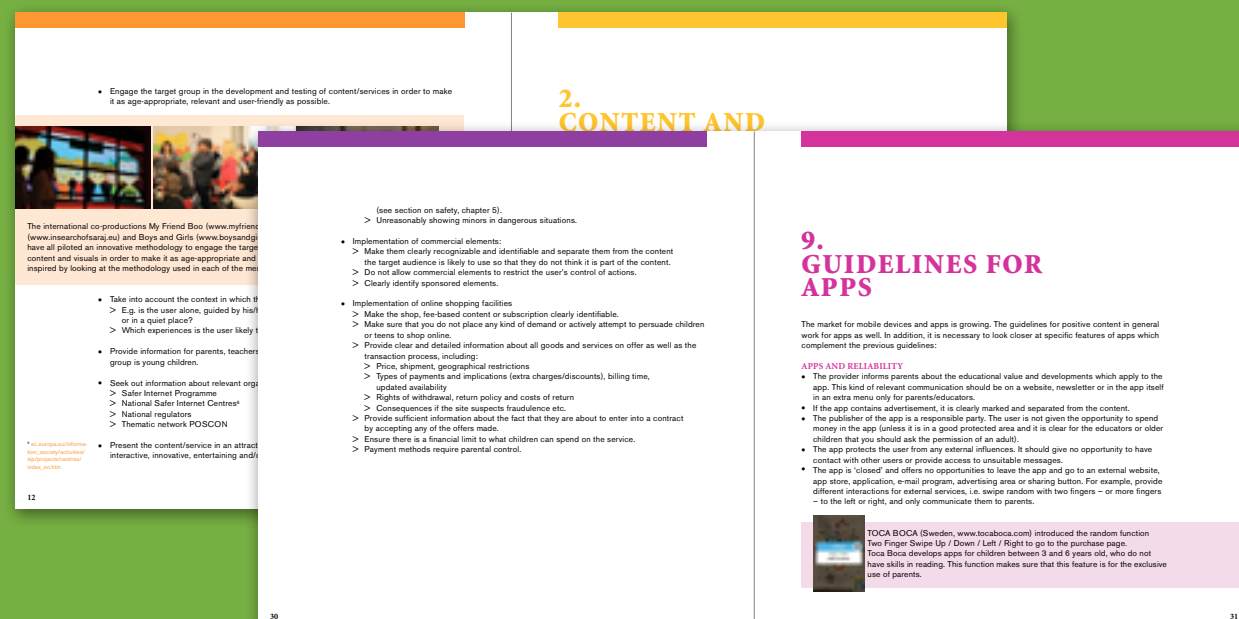 • Engage the target group in the development and testing of content/services in order to make
it as age-appropriate, relevant and user-friendly as possible.
The international co-productions My Friend Boo (www.myfrien
(www.insearchofsaraj.eu) and Boys and Girls (www.boysandgi
have all piloted an innovative methodology to engage the targe
content and visuals in order to make it as age-appropriate and
inspired by looking at the methodology used in each of the me
• Take into account the context in which th
> E.g. is the user alone, guided by his/h
or in a quiet place?
> Which experiences is the user likely t
• Provide information for parents, teachers
group is young children.
• Seek out information about relevant orga
> Safer Internet Programme
> National Safer Internet Centres⁸
> National regulators
> Thematic network POSCON
• Present the content/service in an attract
interactive, innovative, entertaining and/o
12
2.
CONTENT AND
(see section on safety, chapter 5).
> Unreasonably showing minors in dangerous situations.
• Implementation of commercial elements:
> Make them clearly recognizable and identifiable and separate them from the content
the target audience is likely to use so that they do not think it is part of the content.
> Do not allow commercial elements to restrict the user's control of actions.
> Clearly identify sponsored elements.
• Implementation of online shopping facilities
> Make the shop, fee-based content or subscription clearly identifiable.
> Make sure that you do not place any kind of demand or actively attempt to persuade children
or teens to shop online.
> Provide clear and detailed information about all goods and services on offer as well as the
transaction process, including:
> Price, shipment, geographical restrictions
> Types of payments and implications (extra charges/discounts), billing time,
updated availability
> Rights of withdrawal, return policy and costs of return
> Consequences if the site suspects fraudulence etc.
> Provide sufficient information about the fact that they are about to enter into a contract
by accepting any of the offers made.
> Ensure there is a financial limit to what children can spend on the service.
> Payment methods require parental control.
30
9.
GUIDELINES FOR
APPS
The market for mobile devices and apps is growing. The guidelines for positive content in general
work for apps as well. In addition, it is necessary to look closer at specific features of apps which
complement the previous guidelines:
APPS AND RELIABILITY
• The provider informs parents about the educational value and developments which apply to the
app. This kind of relevant communication should be on a website, newsletter or in the app itself
in an extra menu only for parents/educators.
• If the app contains advertisement, it is clearly marked and separated from the content.
• The publisher of the app is a responsible party. The user is not given the opportunity to spend
money in the app (unless it is in a good protected area and it is clear for the educators or older
children that you should ask the permission of an adult).
• The app protects the user from any external influences. It should give no opportunity to have
contact with other users or provide access to unsuitable messages.
• The app is 'closed' and offers no opportunities to leave the app and go to an external website,
app store, application, e-mail program, advertising area or sharing button. For example, provide
different interactions for external services, i.e. swipe random with two fingers – or more fingers
– to the left or right, and only communicate them to parents.
TOCA BOCA (Sweden, www.tocaboca.com) introduced the random function
Two Finger Swipe Up / Down / Left / Right to go to the purchase page.
Toca Boca develops apps for children between 3 and 6 years old, who do not
have skills in reading. This function makes sure that this feature is for the exclusive
use of parents.
31